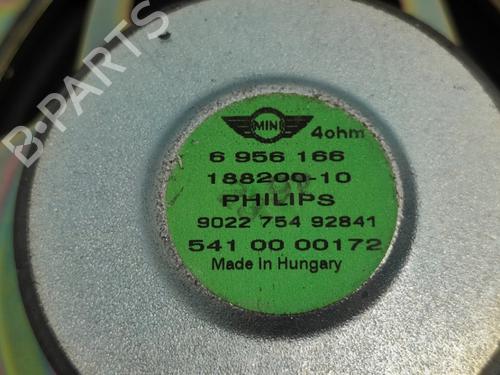 MINI
4ohm
6 956 166
188200-10
PHILIPS
9022 754 92841
541 00 00172
Made in Hungary
B-PARTS